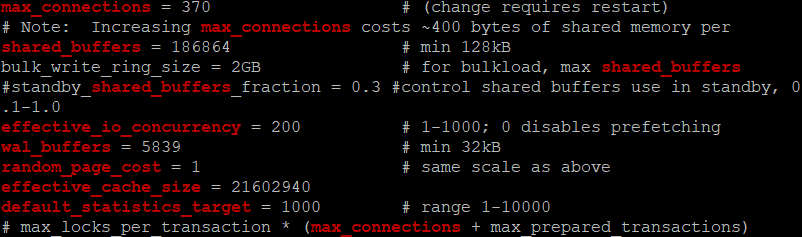 max_connections = 370 # (change requires restart)
# Note: Increasing max_connections costs ~400 bytes of shared memory per
shared_buffers = 186864 # min 128kB
bulk_write_ring_size = 2GB # for bulkload, max shared_buffers
#standby_shared_buffers_fraction = 0.3 #control shared buffers use in standby, 0
.1-1.0
effective_io_concurrency = 200 # 1-1000; 0 disables prefetching
wal_buffers = 5839 # min 32kB
random_page_cost = 1 # same scale as above
effective_cache_size = 21602940
default_statistics_target = 1000 # range 1-10000
# max_locks_per_transaction * (max_connections + max_prepared_transactions)